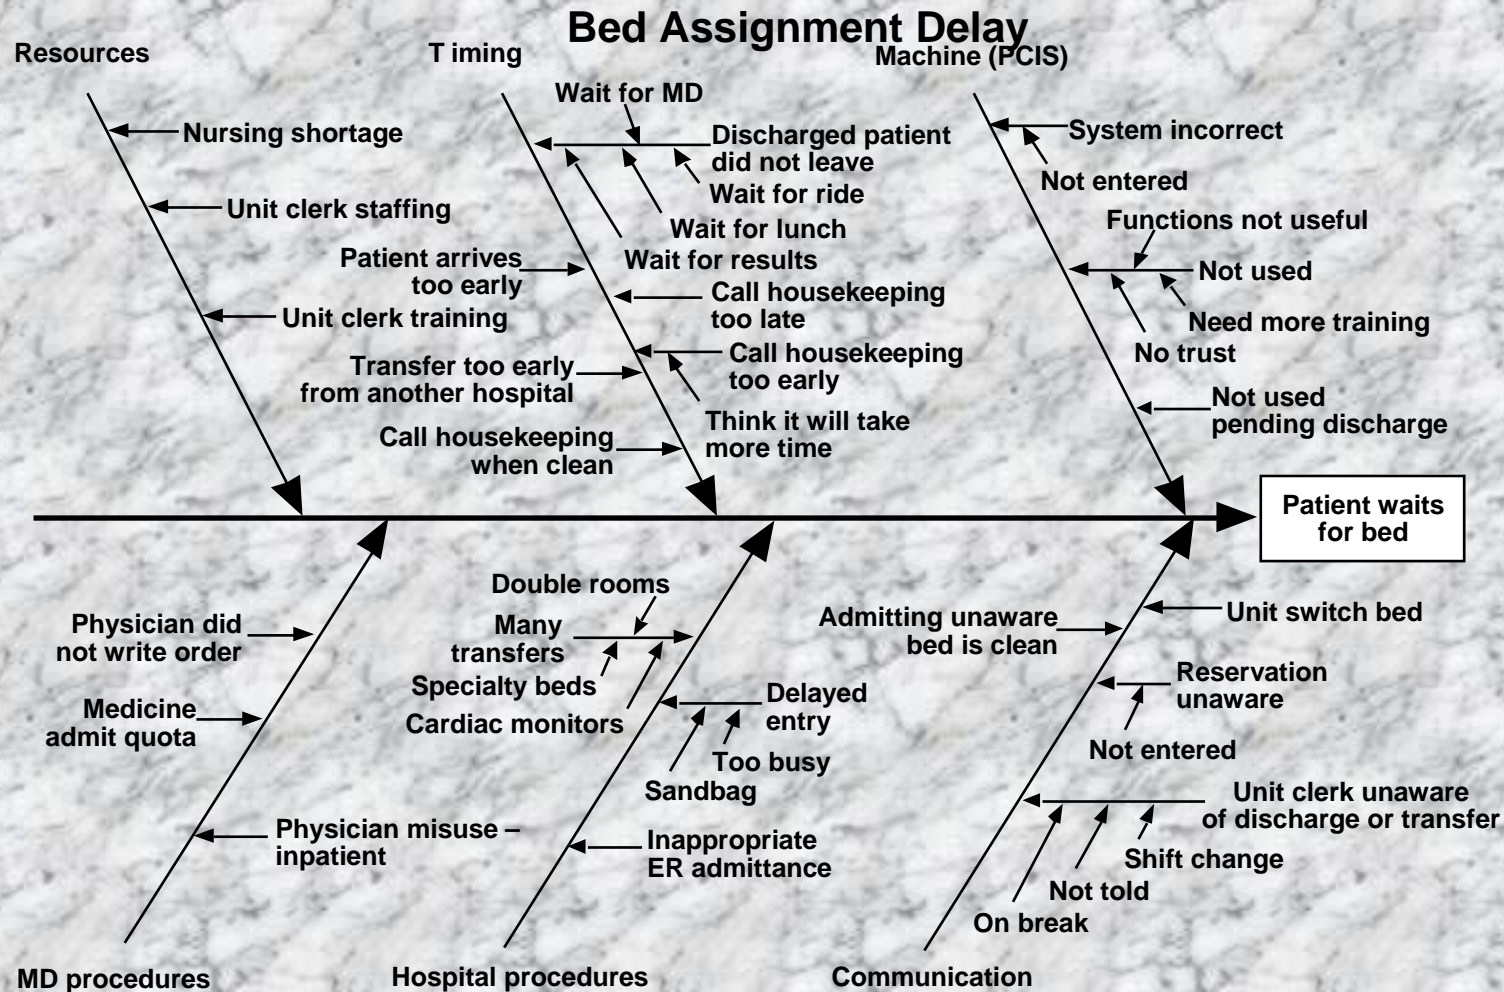 Bed Assignment Delay
Resources
Timing
Machine (PCIS)
Nursing shortage
Unit clerk staffing
Unit clerk training
Wait for MD
Discharged patient
did not leave
Wait for ride
Wait for lunch
Wait for results
Patient arrives
too early
Call housekeeping
too late
Call housekeeping
too early
Transfer too early
from another hospital
Think it will take
more time
Call housekeeping
when clean
System incorrect
Not entered
Functions not useful
Not used
Need more training
No trust
Not used
pending discharge
Patient waits
for bed
Physician did
not write order
Medicine
admit quota
Physician misuse –
inpatient
Double rooms
Many
transfers
Specialty beds
Cardiac monitors
Delayed
entry
Too busy
Sandbag
Inappropriate
ER admittance
Admitting unaware
bed is clean
Unit switch bed
Reservation
unaware
Not entered
Unit clerk unaware
of discharge or transfer
Shift change
Not told
On break
MD procedures
Hospital procedures
Communication